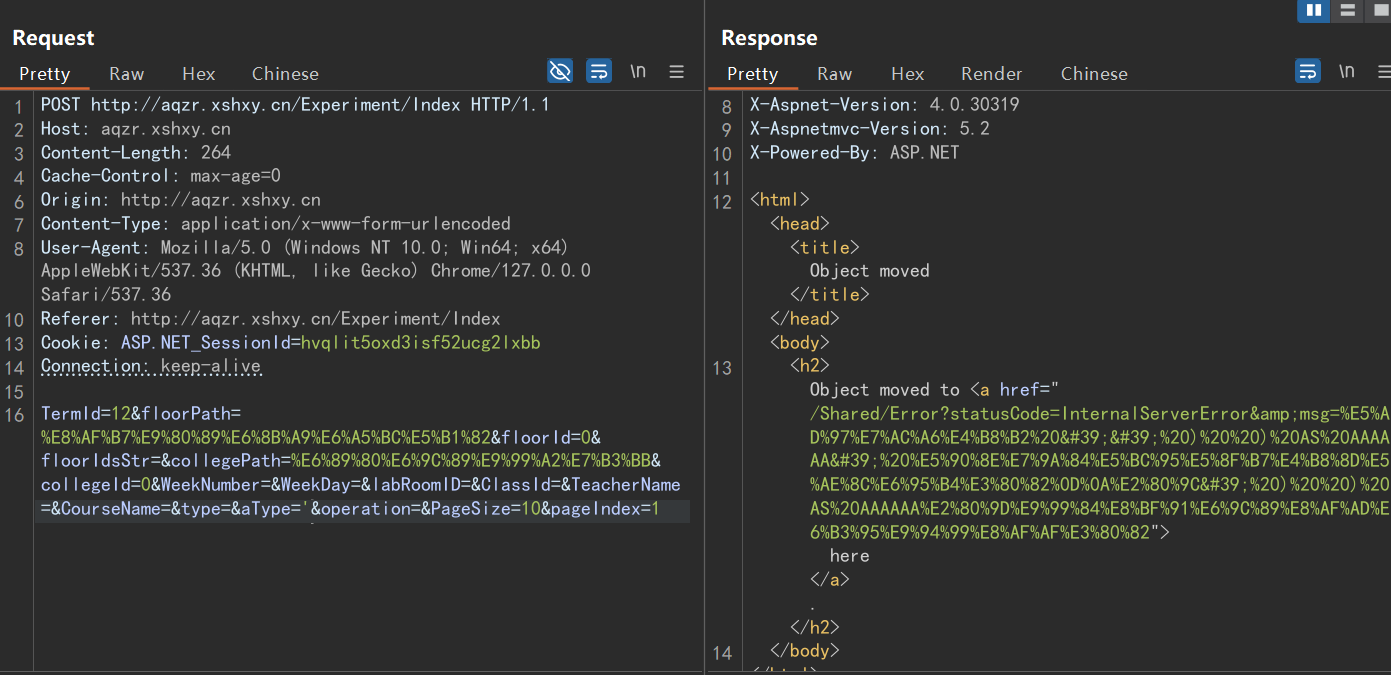 Request
Pretty Raw Hex Chinese \n
1 POST http://aqzr.xshxy.cn/Experiment/Index HTTP/1.1
2 Host: aqzr.xshxy.cn
3 Content-Length: 264
4 Cache-Control: max-age=0
6 Origin: http://aqzr.xshxy.cn
7 Content-Type: application/x-www-form-urlencoded
8 User-Agent: Mozilla/5.0 (Windows NT 10.0; Win64; x64)
AppleWebKit/537.36 (KHTML, like Gecko) Chrome/127.0.0.0
Safari/537.36
10 Referer: http://aqzr.xshxy.cn/Experiment/Index
13 Cookie: ASP.NET_SessionId=hvqlit5oxd3isf52ucg2lxbb
14 Connection: keep-alive
15
16 TermId=12&floorPath=
%E8%AF%B7%E9%80%89%E6%8B%A9%E6%A5%BC%E5%B1%82&floorId=0&
floorIdsStr=&collegePath=%E6%89%80%E6%9C%89%E9%99%A2%E7%B3%BB&
collegeId=0&WeekNumber=&WeekDay=&labRoomID=&ClassId=&TeacherName
=&CourseName=&type=&aType='&operation=&PageSize=10&pageIndex=1
Response
Pretty Raw Hex Render Chinese \n
8 X-Aspnet-Version: 4.0.30319
9 X-Aspnetmvc-Version: 5.2
10 X-Powered-By: ASP.NET
11
12 <html>
<head>
<title>
Object moved
</title>
</head>
<body>
13 <h2>
Object moved to <a href="
/Shared/Error?statusCode=InternalServerError&amp;msg=%E5%A
D%97%E7%AC%A6%E4%B8%B2%20&#39;&#39;%20)%20%20)%20AS%20AAAAA
AA&#39;%20%E5%90%8E%E7%9A%84%E5%BC%95%E5%8F%B7%E4%B8%8D%E5
%AE%8C%E6%95%B4%E3%80%82%0D%0A%E2%80%9C&#39;%20)%20%20)%20
AS%20AAAAAA%E2%80%9D%E9%99%84%E8%BF%91%E6%9C%89%E8%AF%AD%E
6%B3%95%E9%94%99%E8%AF%AF%E3%80%82">
here
</a>
.
</h2>
14 </body>